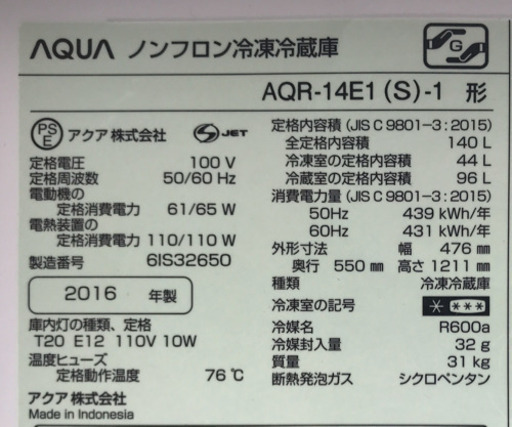 AQUA ノンフロン冷凍冷蔵庫
G
AQR-14E1(S)-1 形
PS
E
アクア 株式会社
JET
定格電圧 100 V
定格周波数 50/60 Hz
電動機の
定格消費電力 61/65 W
電熱装置の
定格消費電力 110/110 W
製造番号 6IS32650
2016 年製
庫内灯の種類、定格
T20 E12 110V 10W
温度ヒューズ
定格動作温度 76℃
アクア株式会社
Made in Indonesia
定格内容積(JIS C 9801-3:2015)
全定格内容積 140 L
冷凍室の定格内容積 44 L
冷蔵室の定格内容積 96 L
消費電力量(JIS C 9801-3:2015)
50Hz 439 kWh/年
60Hz 431 kWh/年
外形寸法 幅 476 ㎜
奥行 550 ㎜ 高さ 1211 ㎜
種類 冷凍冷蔵庫
冷凍室の記号 * ***
冷媒名 R600a
冷媒封入量 32 g
質量 31 kg
断熱発泡ガス シクロペンタン